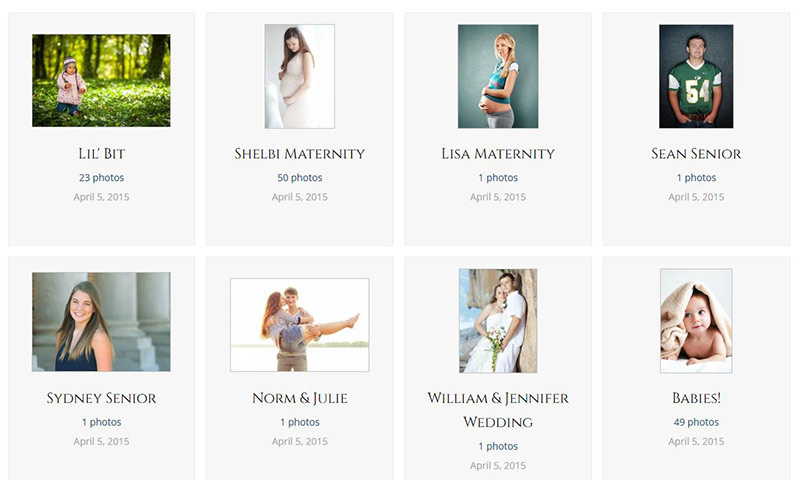 54
Lil' Bit
23 photos
April 5, 2015
Shelbi Maternity
50 photos
April 5, 2015
Lisa Maternity
1 photos
April 5, 2015
Sean Senior
1 photos
April 5, 2015
Sydney Senior
1 photos
April 5, 2015
Norm & Julie
1 photos
April 5, 2015
William & Jennifer
Wedding
1 photos
April 5, 2015
Babies!
49 photos
April 5, 2015